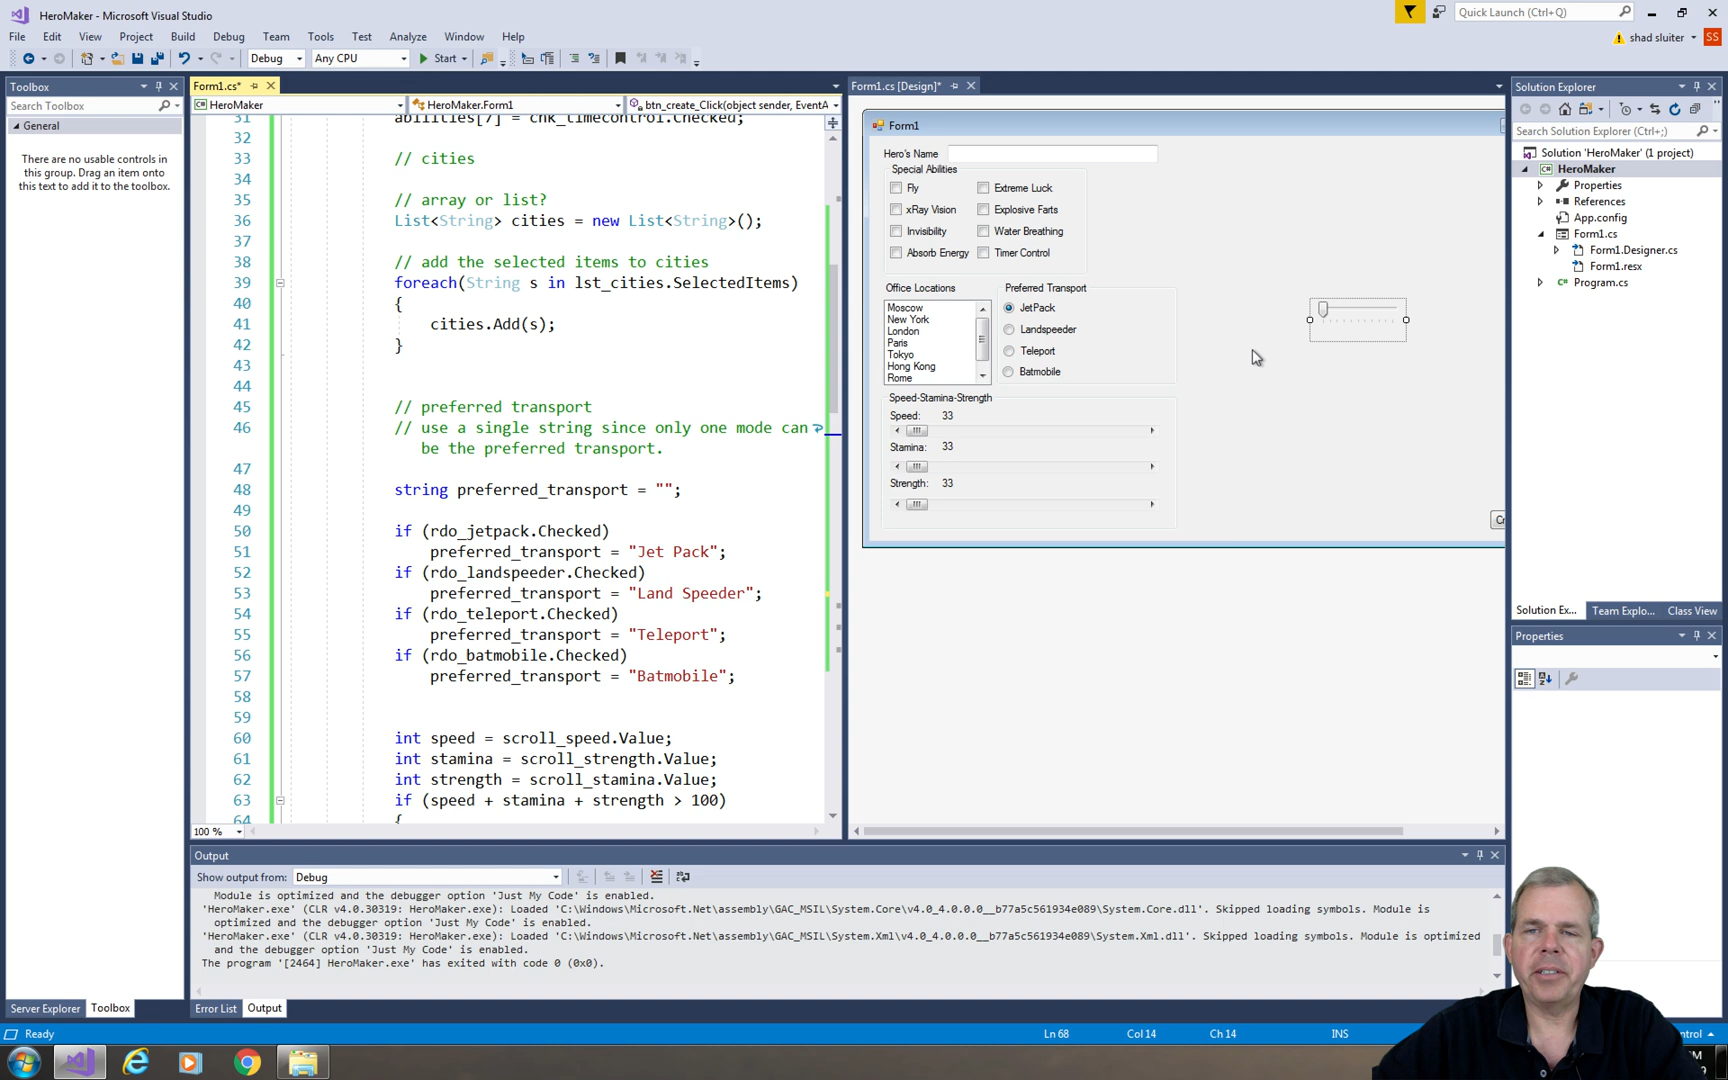 HeroMaker - Microsoft Visual Studio
Quick Launch (Ctrl+Q)
File Edit View Project Build Debug Team Tools Test Analyze Window Help
shad sluiter SS
Debug Any CPU Start
Toolbox
Search Toolbox
General
There are no usable controls in
this group. Drag an item onto
this text to add it to the toolbox.
Server Explorer Toolbox
Form1.cs*
HeroMaker HeroMaker.Form1 btn_create_Click(object sender, EventA
31 abilities[7] = chk_timecontrol.Checked;
32
33 // cities
34
35 // array or list?
36 List<String> cities = new List<String>();
37
38 // add the selected items to cities
39 foreach(String s in lst_cities.SelectedItems)
40 {
41 cities.Add(s);
42 }
43
44
45 // preferred transport
46 // use a single string since only one mode can
be the preferred transport.
47
48 string preferred_transport = "";
49
50 if (rdo_jetpack.Checked)
51 preferred_transport = "Jet Pack";
52 if (rdo_landspeeder.Checked)
53 preferred_transport = "Land Speeder";
54 if (rdo_teleport.Checked)
55 preferred_transport = "Teleport";
56 if (rdo_batmobile.Checked)
57 preferred_transport = "Batmobile";
58
59
60 int speed = scroll_speed.Value;
61 int stamina = scroll_strength.Value;
62 int strength = scroll_stamina.Value;
63 if (speed + stamina + strength > 100)
64 {
100 %
Form1.cs [Design]*
Form1
Hero's Name
Special Abilities
Fly Extreme Luck
xRay Vision Explosive Farts
Invisibility Water Breathing
Absorb Energy Timer Control
Office Locations
Moscow
New York
London
Paris
Tokyo
Hong Kong
Rome
Preferred Transport
JetPack
Landspeeder
Teleport
Batmobile
Speed-Stamina-Strength
Speed: 33
Stamina: 33
Strength: 33
Cr
Solution Explorer
Search Solution Explorer (Ctrl+;)
Solution 'HeroMaker' (1 project)
HeroMaker
Properties
References
App.config
Form1.cs
Form1.Designer.cs
Form1.resx
Program.cs
Solution Ex... Team Explo... Class View
Properties
Output
Show output from: Debug
Module is optimized and the debugger option 'Just My Code' is enabled.
'HeroMaker.exe' (CLR v4.0.30319: HeroMaker.exe): Loaded 'C:\Windows\Microsoft.Net\assembly\GAC_MSIL\System.Core\v4.0_4.0.0.0__b77a5c561934e089\System.Core.dll'. Skipped loading symbols. Module is
optimized and the debugger option 'Just My Code' is enabled.
'HeroMaker.exe' (CLR v4.0.30319: HeroMaker.exe): Loaded 'C:\Windows\Microsoft.Net\assembly\GAC_MSIL\System.Xml\v4.0_4.0.0.0__b77a5c561934e089\System.Xml.dll'. Skipped loading symbols. Module is optimized
and the debugger option 'Just My Code' is enabled.
The program '[2464] HeroMaker.exe' has exited with code 0 (0x0).
Error List Output
Ready Ln 68 Col 14 Ch 14 INS